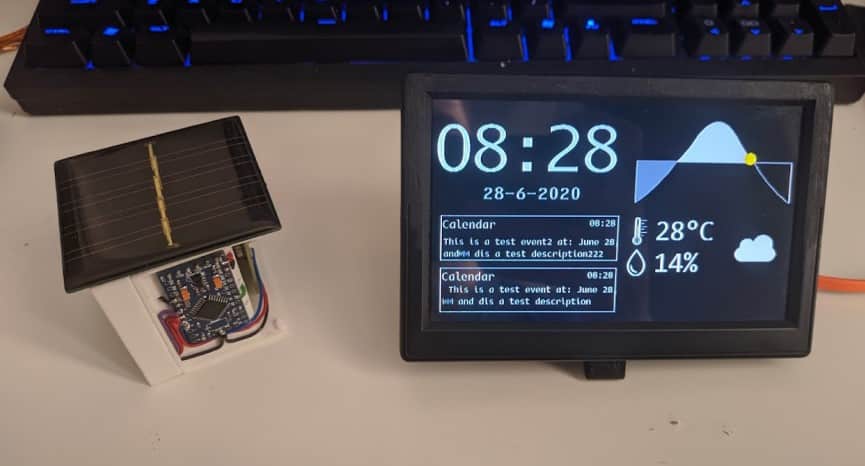 08:28
28-6-2020
Calendar 08:28
This is a test event2 at: June 28
and dis a test description222
Calendar 08:28
This is a test event at: June 28
and dis a test description
28°C
14%